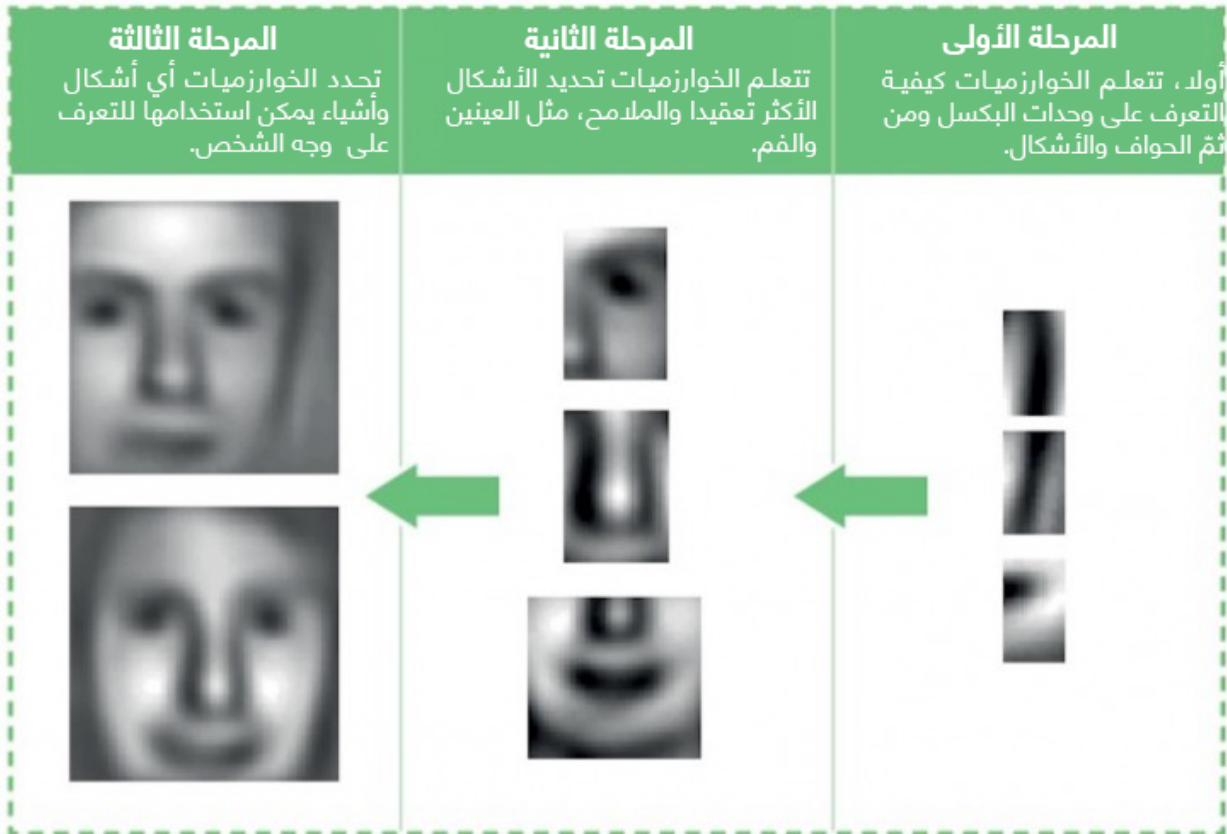 المرحلة الأولى
أولا، تتعلم الخوارزميات كيفية
التعرف على وحدات البكسل ومن
ثمّ الحواف والأشكال.
المرحلة الثانية
تتعلم الخوارزميات تحديد الأشكال
الأكثر تعقيدا والملامح، مثل العينين
والفم.
المرحلة الثالثة
تحدد الخوارزميات أي أشكال
وأشياء يمكن استخدامها للتعرف
على وجه الشخص.